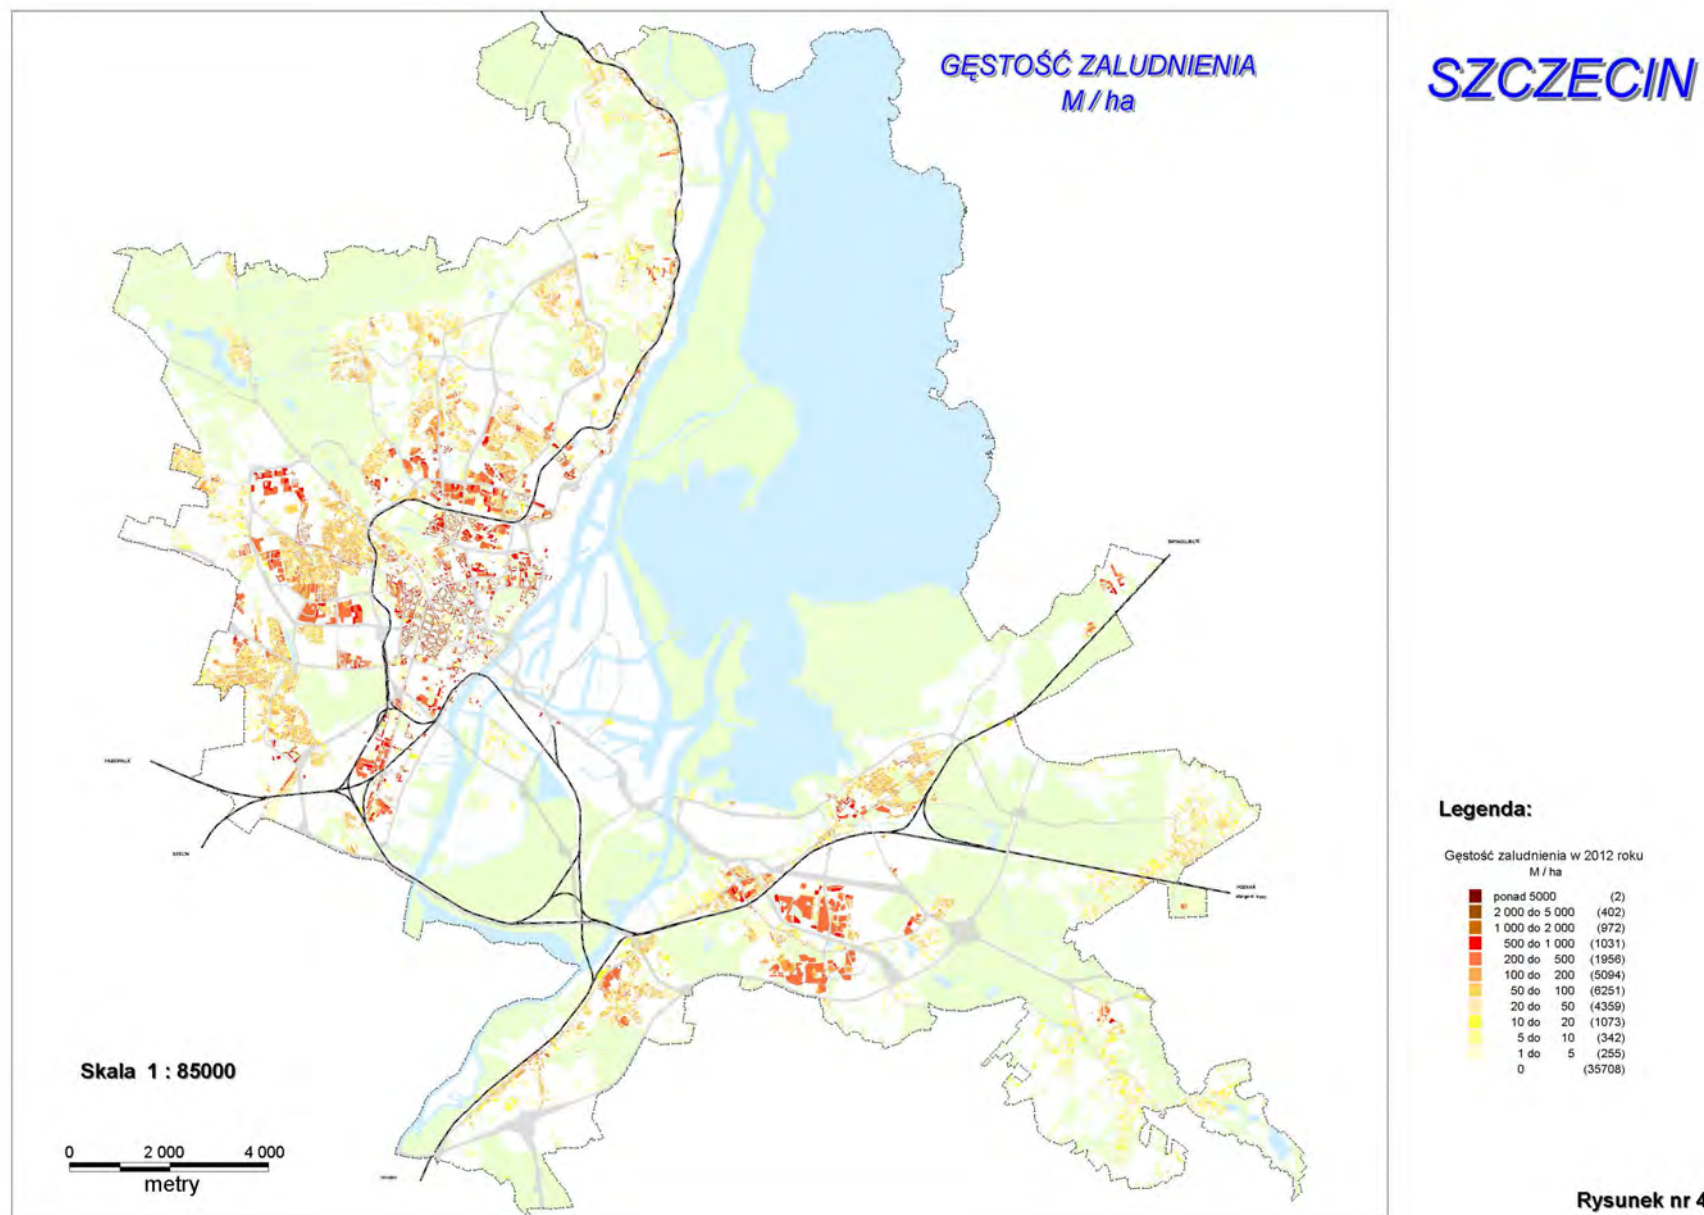 GĘSTOŚĆ ZALUDNIENIA
M / ha
SZCZECIN
Legenda:
Gęstość zaludnienia w 2012 roku
M / ha
ponad 5000 (2)
2 000 do 5 000 (402)
1 000 do 2 000 (972)
500 do 1 000 (1031)
200 do 500 (1956)
100 do 200 (5094)
50 do 100 (6251)
20 do 50 (4359)
10 do 20 (1073)
5 do 10 (342)
1 do 5 (255)
0 (35708)
Skala 1 : 85000
0 2 000 4 000
metry
Rysunek nr 4